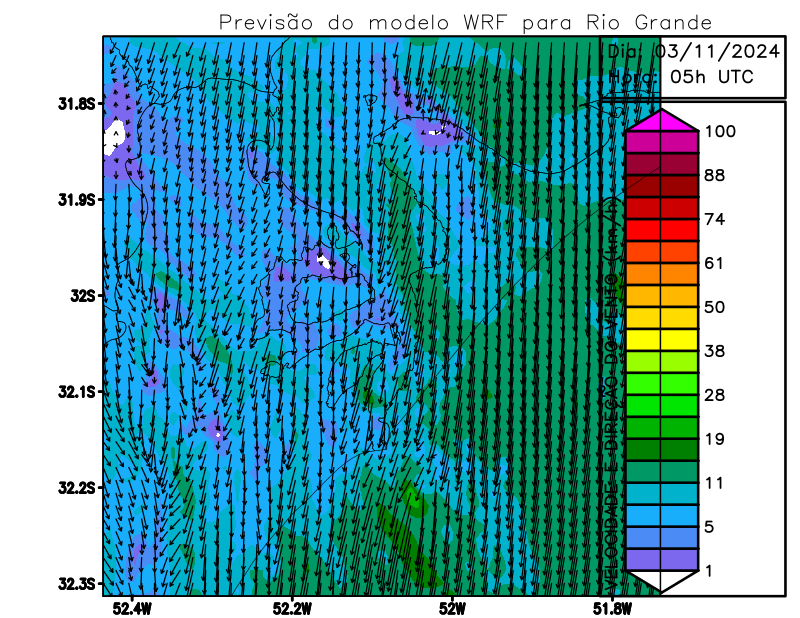 Previsão do modelo WRF para Rio Grande
Dia: 03/11/2024
Hora: 05h UTC
31.8S
31.9S
32S
32.1S
32.2S
32.3S
52.4W
52.2W
52W
51.8W
100
88
74
61
50
38
28
19
11
5
1
VELOCIDADE E DIREÇÃO DO VENTO (km/h)